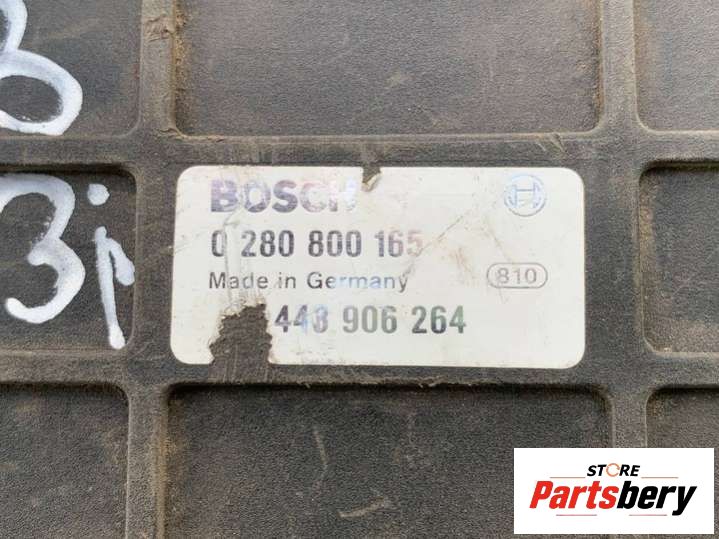 3
3i
BOSCH
0 280 800 165
Made in Germany
810
443 906 264
STORE
Partsbery